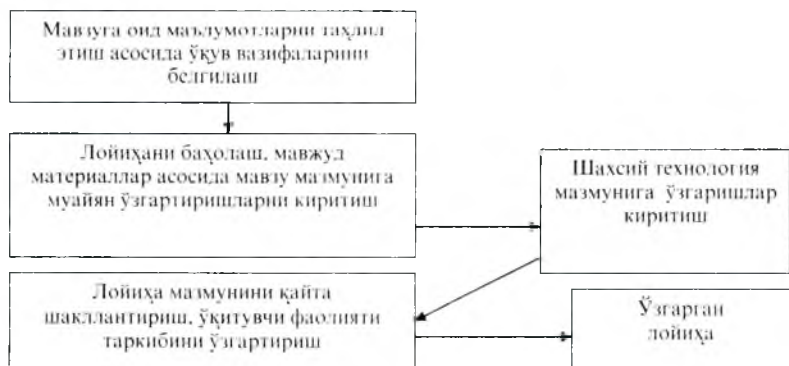 Мавзуга оид маълумотларни таҳлил
этиш асосида ўқув вазифаларини
белгилаш
Лойиҳани баҳолаш, мавжуд
материаллар асосида мавзу мазмунига
муайян ўзгартиришларни киритиш
Шахсий технология
мазмунига ўзгаришлар
киритиш
Лойиҳа мазмунини қайта
шакллантириш, ўқитувчи фаолияти
таркибини ўзгартириш
Ўзгарган
лойиҳа